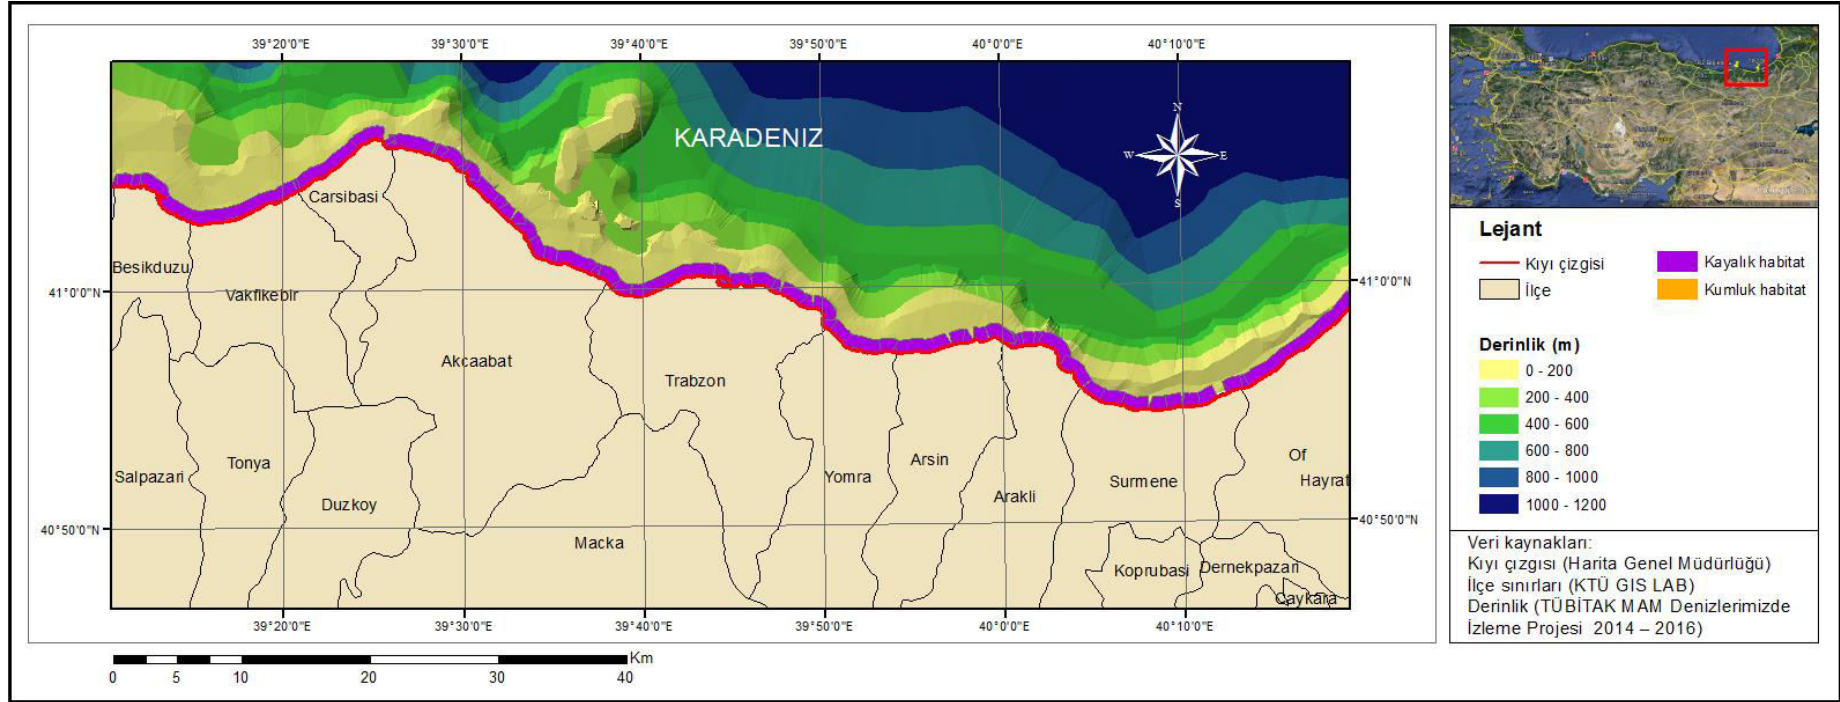 39°20'0"E 39°30'0"E 39°40'0"E 39°50'0"E 40°0'0"E 40°10'0"E
KARADENIZ
N
W E
S
Carsibasi
Besikduzu
Vakfikebir
41°0'0"N
41°0'0"N
Akcaabat
Trabzon
Salpazari
Tonya
Duzkoy
Yomra
Arsin
Arakli
Surmene
Of
Hayrat
40°50'0"N
40°50'0"N
Macka
Koprubasi
Dernekpazari
Caykara
39°20'0"E 39°30'0"E 39°40'0"E 39°50'0"E 40°0'0"E 40°10'0"E
Km
0 5 10 20 30 40
Lejant
Kıyı çizgisi
Kayalık habitat
İlçe
Kumluk habitat
Derinlik (m)
0 - 200
200 - 400
400 - 600
600 - 800
800 - 1000
1000 - 1200
Veri kaynakları:
Kıyı çizgısı (Harita Genel Müdürlüğü)
İlçe sınırları (KTÜ GIS LAB)
Derinlik (TÜBİTAK MAM Denizlerimizde
İzleme Projesi 2014 – 2016)